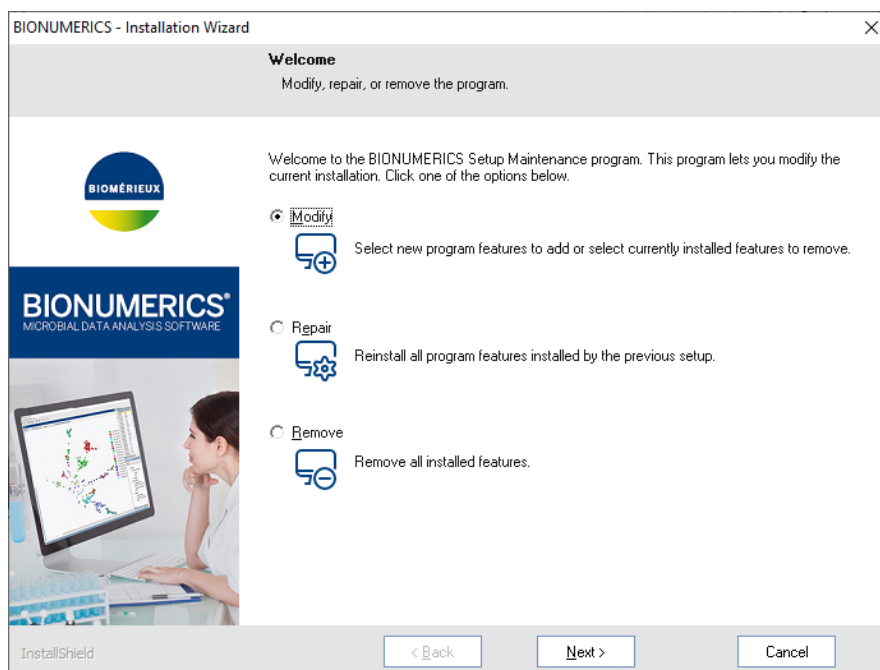 BIONUMERICS - Installation Wizard
Welcome
Modify, repair, or remove the program.
Welcome to the BIONUMERICS Setup Maintenance program. This program lets you modify the
current installation. Click one of the options below.
BIOMÉRIEUX
Modify
Select new program features to add or select currently installed features to remove.
BIONUMERICS®
MICROBIAL DATA ANALYSIS SOFTWARE
Repair
Reinstall all program features installed by the previous setup.
Remove
Remove all installed features.
InstallShield
< Back
Next >
Cancel